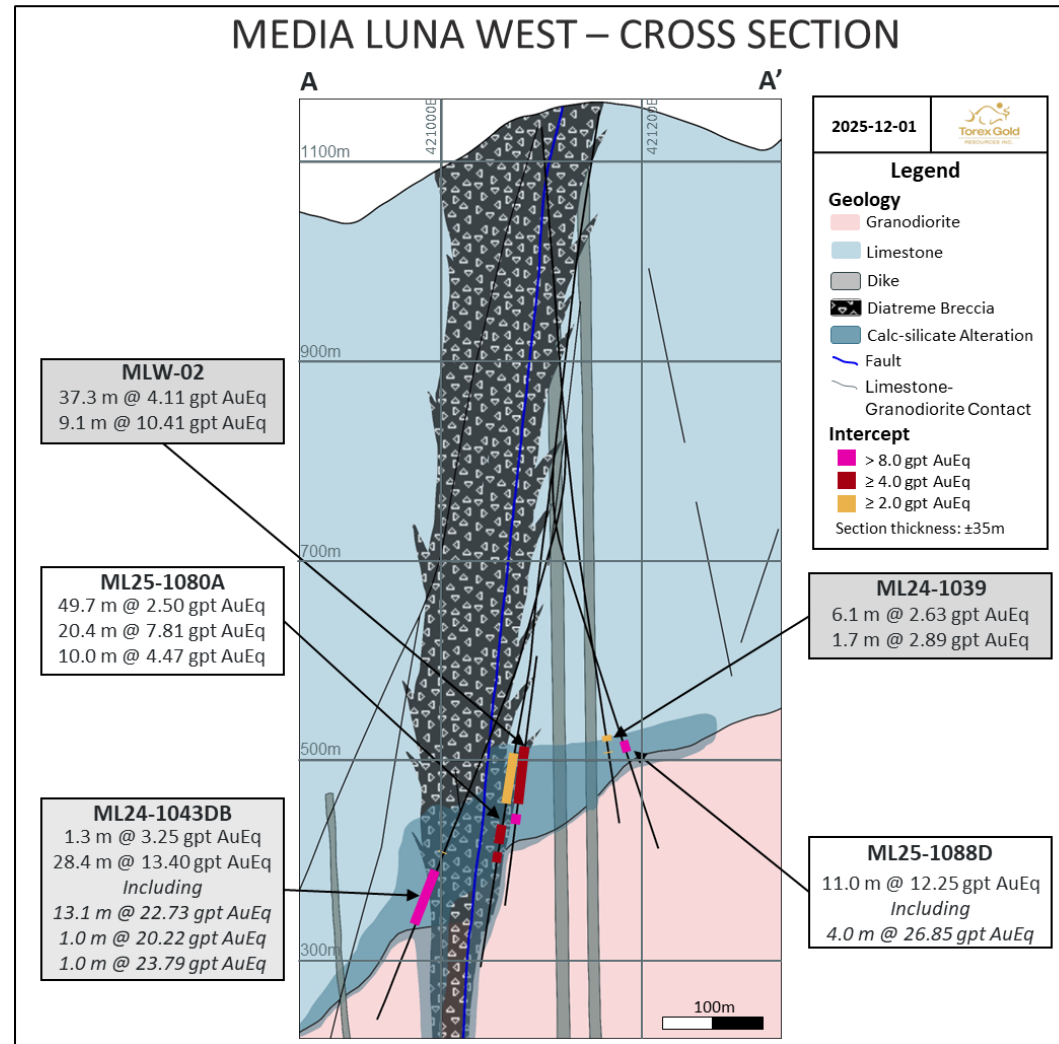 MEDIA LUNA WEST – CROSS SECTION
A
A’
421000E
421200E
1100m
900m
700m
500m
300m
100m
MLW-02
37.3 m @ 4.11 gpt AuEq
9.1 m @ 10.41 gpt AuEq
ML25-1080A
49.7 m @ 2.50 gpt AuEq
20.4 m @ 7.81 gpt AuEq
10.0 m @ 4.47 gpt AuEq
ML24-1043DB
1.3 m @ 3.25 gpt AuEq
28.4 m @ 13.40 gpt AuEq
Including
13.1 m @ 22.73 gpt AuEq
1.0 m @ 20.22 gpt AuEq
1.0 m @ 23.79 gpt AuEq
2025-12-01
Torex Gold
RESOURCES INC.
Legend
Geology
Granodiorite
Limestone
Dike
Diatreme Breccia
Calc-silicate Alteration
Fault
Limestone-
Granodiorite Contact
Intercept
> 8.0 gpt AuEq
≥ 4.0 gpt AuEq
≥ 2.0 gpt AuEq
Section thickness: ±35m
ML24-1039
6.1 m @ 2.63 gpt AuEq
1.7 m @ 2.89 gpt AuEq
ML25-1088D
11.0 m @ 12.25 gpt AuEq
Including
4.0 m @ 26.85 gpt AuEq